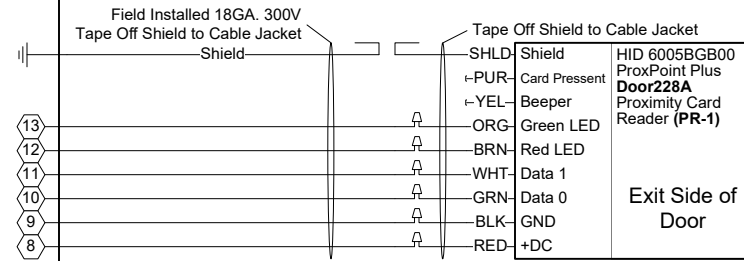 Field Installed 18GA. 300V
Tape Off Shield to Cable Jacket
Shield
Tape Off Shield to Cable Jacket
SHLD Shield
PUR Card Pressent
YEL Beeper
13 ORG Green LED
12 BRN Red LED
11 WHT Data 1
10 GRN Data 0
9 BLK GND
8 RED +DC
HID 6005BGB00
ProxPoint Plus
Door228A
Proximity Card
Reader (PR-1)
Exit Side of
Door